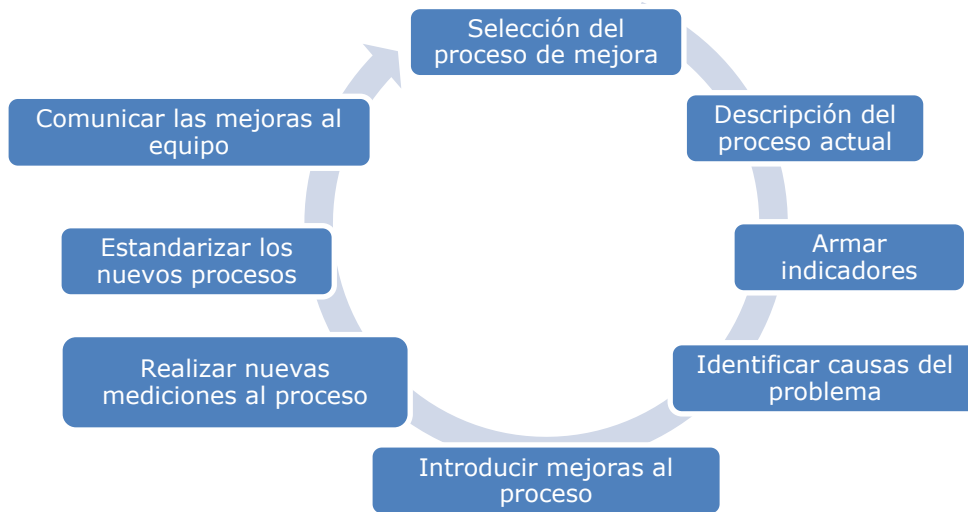 Selección del
proceso de mejora
Descripción del
proceso actual
Armar
indicadores
Identificar causas del
problema
Introducir mejoras al
proceso
Realizar nuevas
mediciones al proceso
Estandarizar los
nuevos procesos
Comunicar las mejoras al
equipo